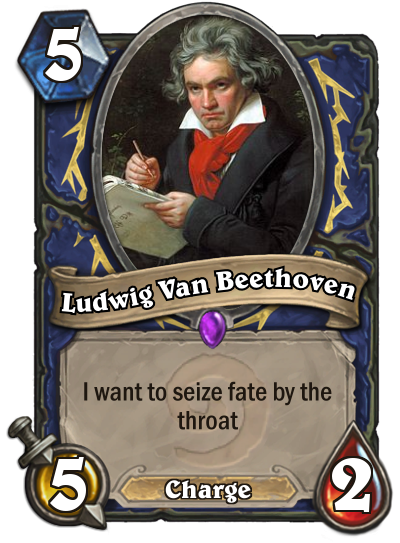 5
Ludwig Van Beethoven
I want to seize fate by the
throat
5
Charge
2